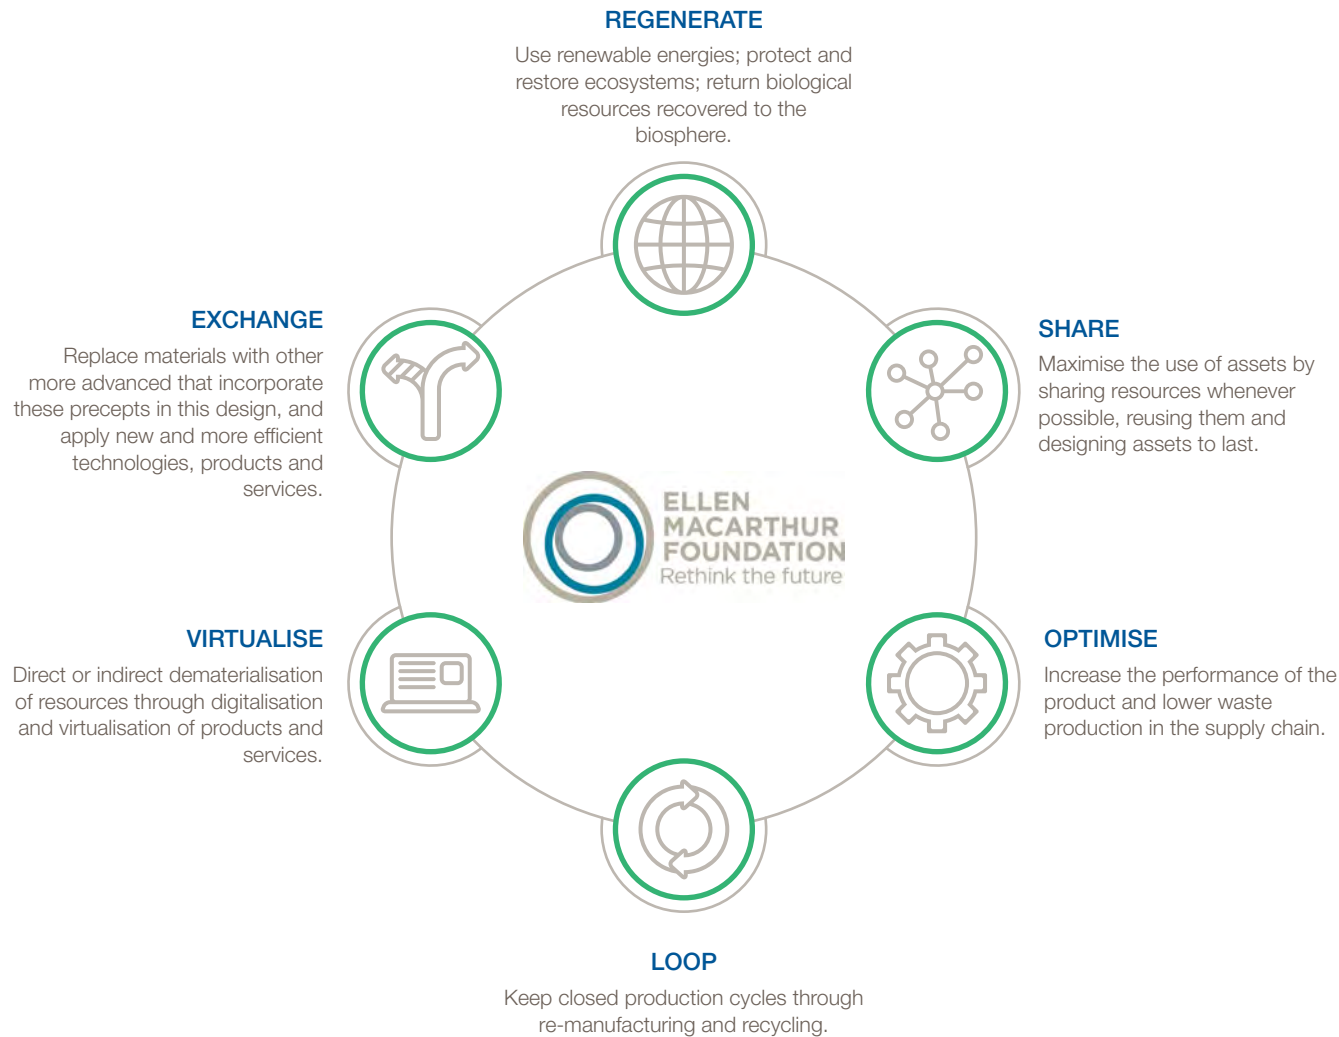 REGENERATE
Use renewable energies; protect and
restore ecosystems; return biological
resources recovered to the
biosphere.
EXCHANGE
Replace materials with other
more advanced that incorporate
these precepts in this design, and
apply new and more efficient
technologies, products and
services.
SHARE
Maximise the use of assets by
sharing resources whenever
possible, reusing them and
designing assets to last.
ELLEN
MACARTHUR
FOUNDATION
Rethink the future
VIRTUALISE
Direct or indirect dematerialisation
of resources through digitalisation
and virtualisation of products and
services.
OPTIMISE
Increase the performance of the
product and lower waste
production in the supply chain.
LOOP
Keep closed production cycles through
re-manufacturing and recycling.